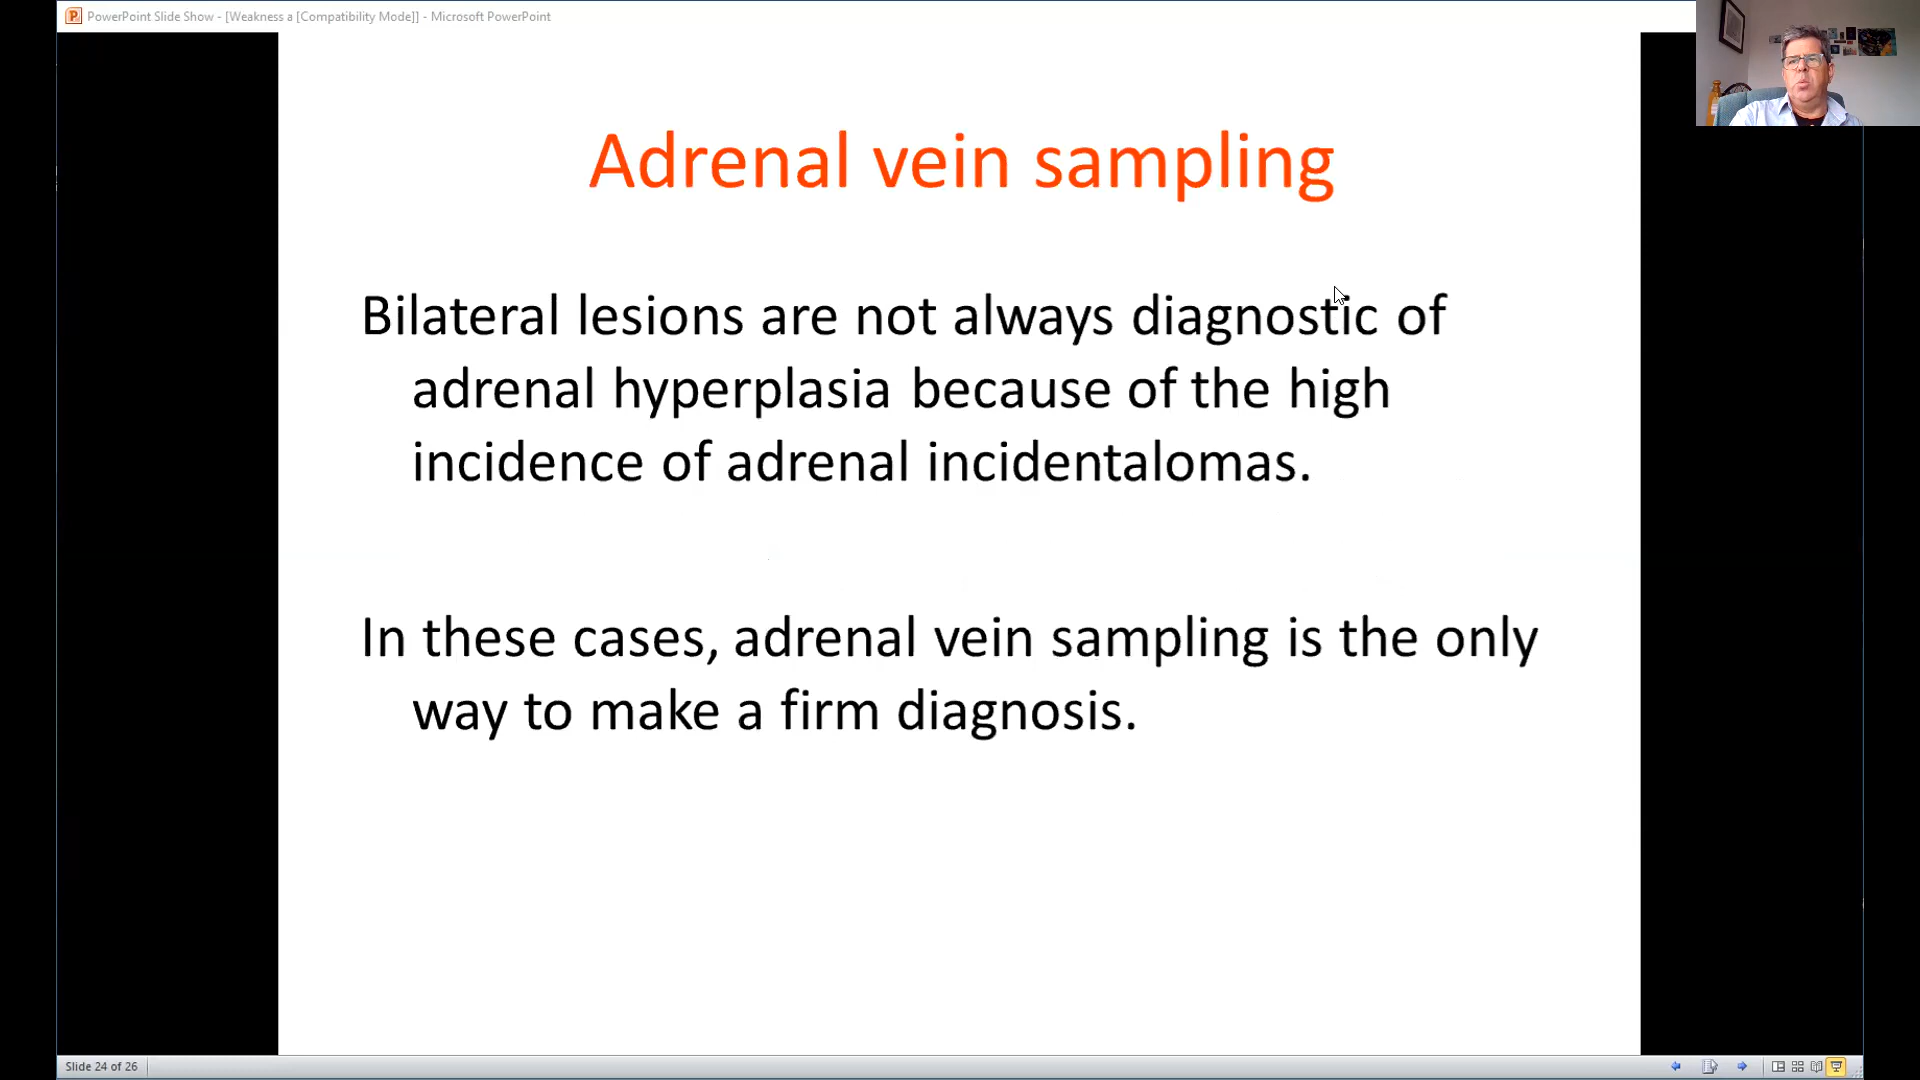 PowerPoint Slide Show - [Weakness a [Compatibility Mode]] - Microsoft PowerPoint
Adrenal vein sampling
Bilateral lesions are not always diagnostic of
adrenal hyperplasia because of the high
incidence of adrenal incidentalomas.
In these cases, adrenal vein sampling is the only
way to make a firm diagnosis.
Slide 24 of 26